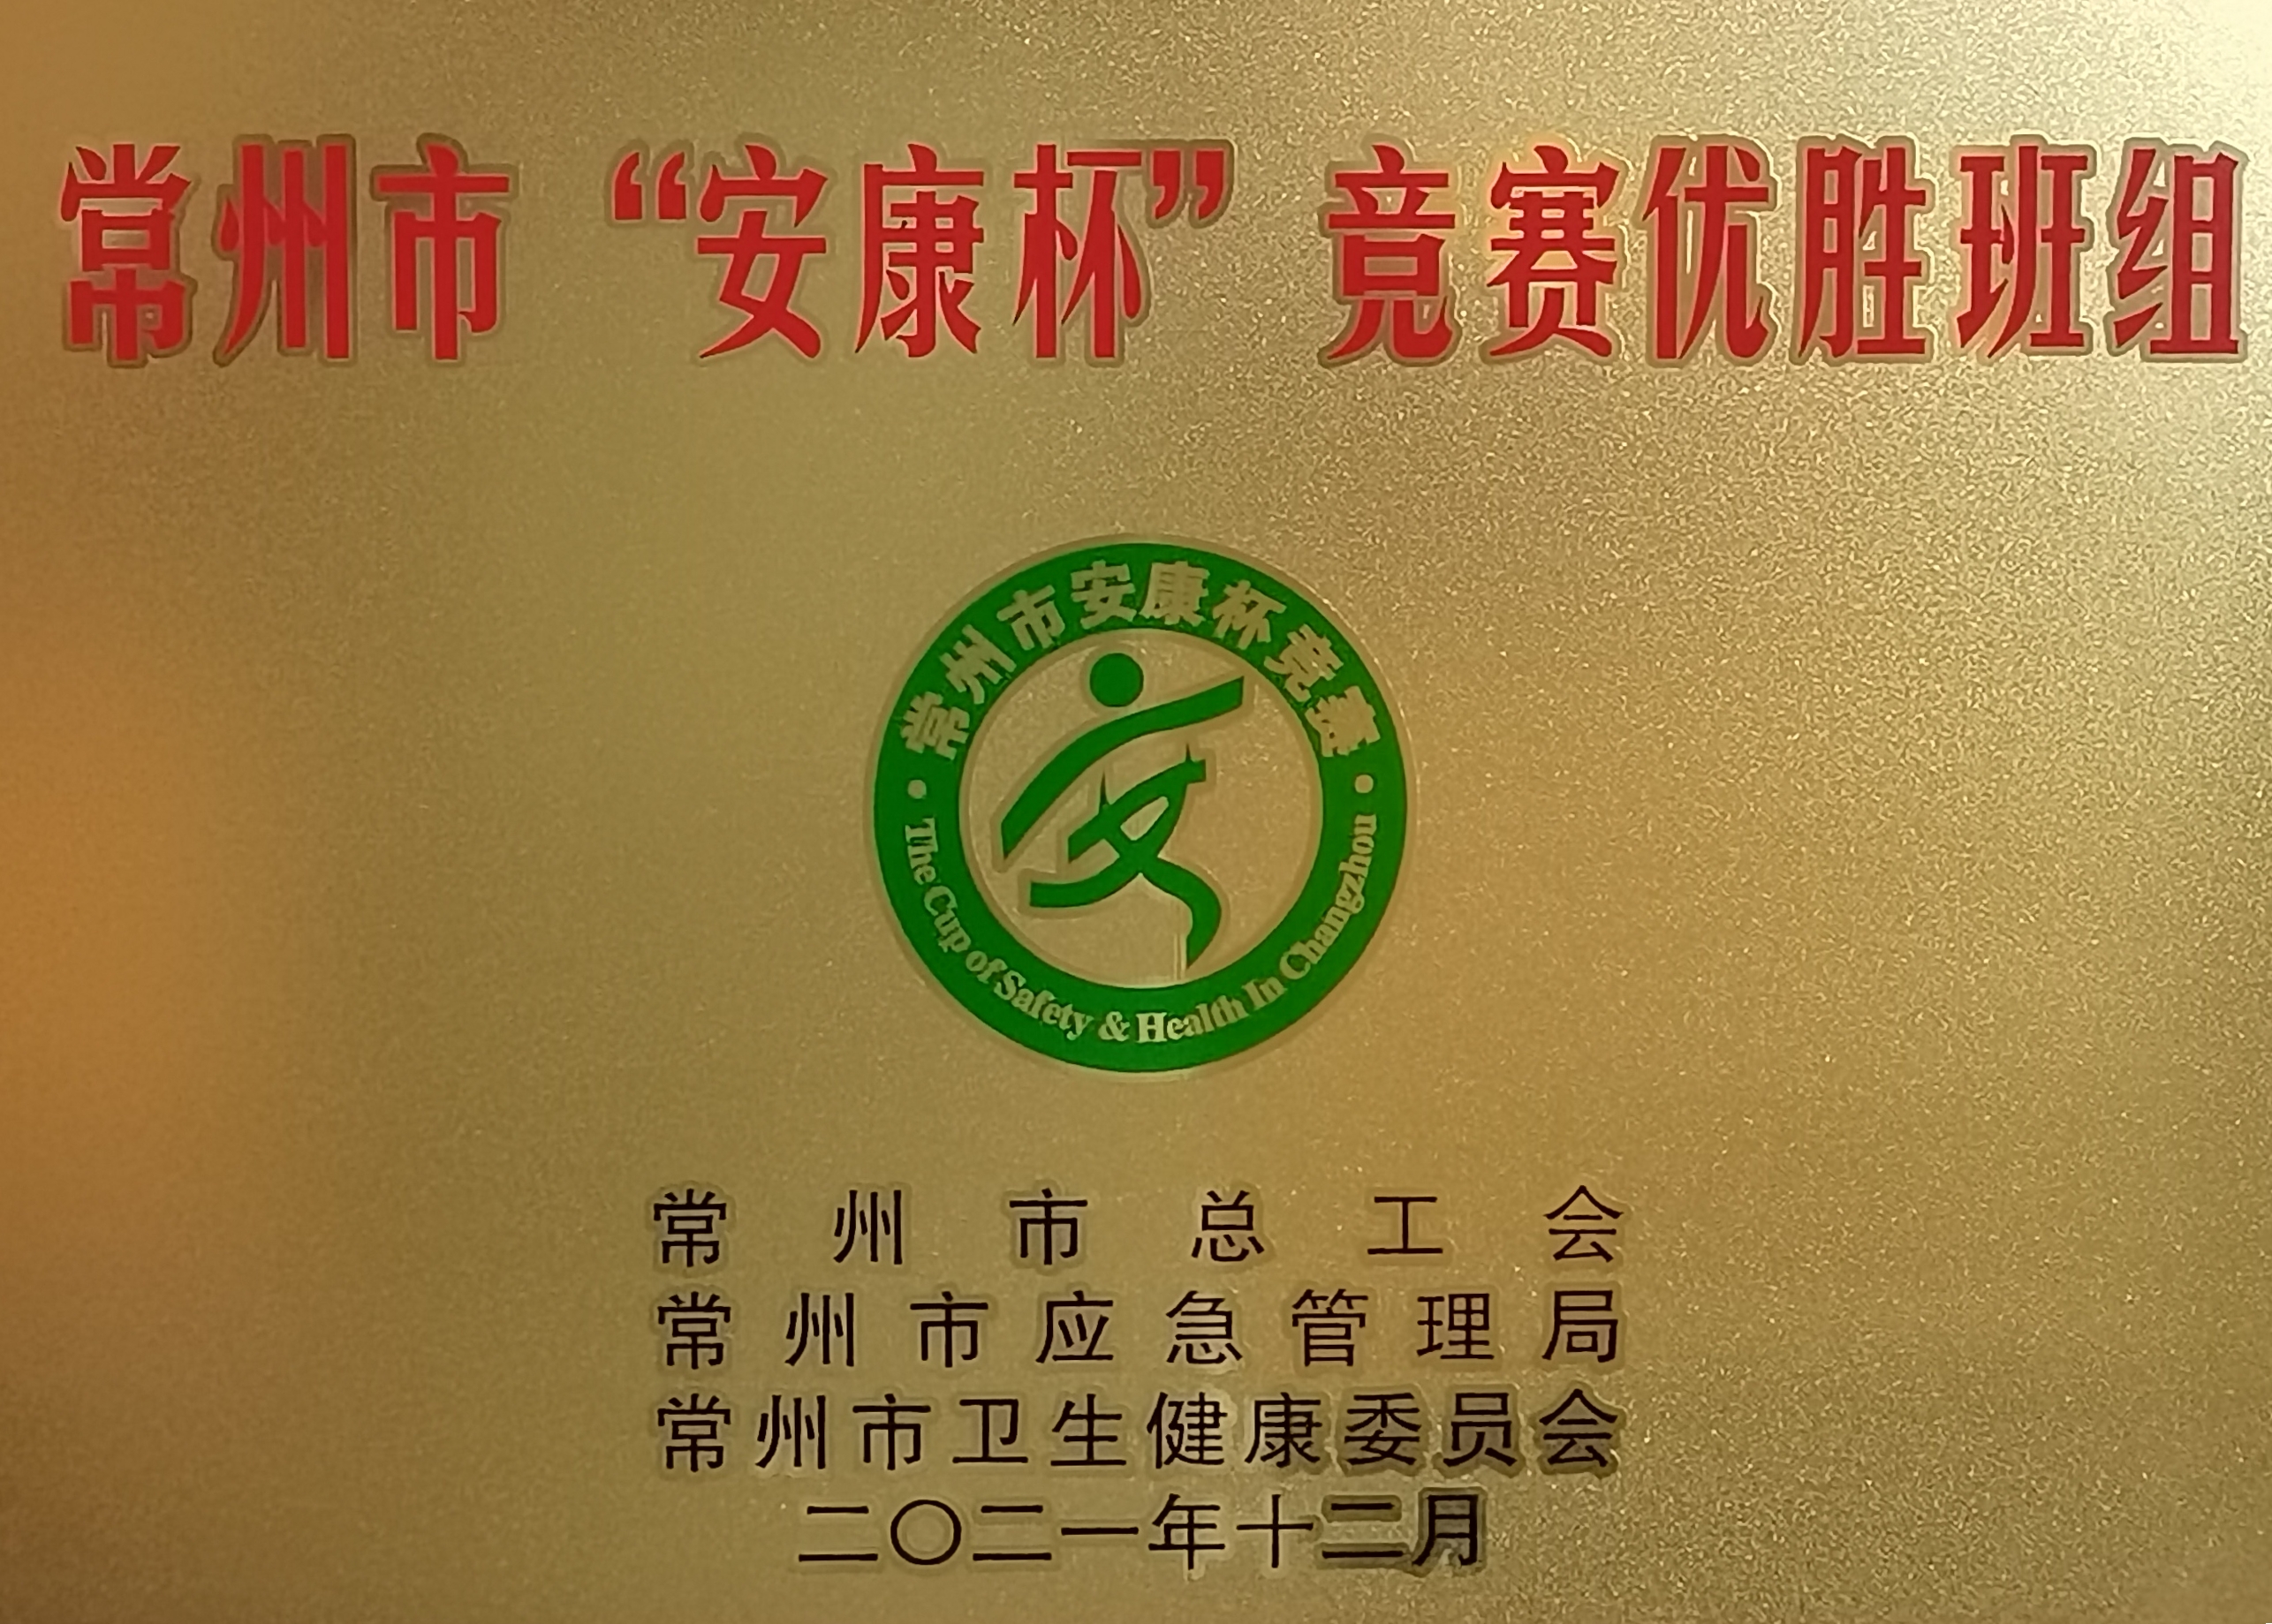 常州市“安康杯”竞赛优胜班组
常州市安康杯竞赛
The Cup of Safety & Health In Changzhou
常州市总工会
常州市应急管理局
常州市卫生健康委员会
二〇二一年十二月